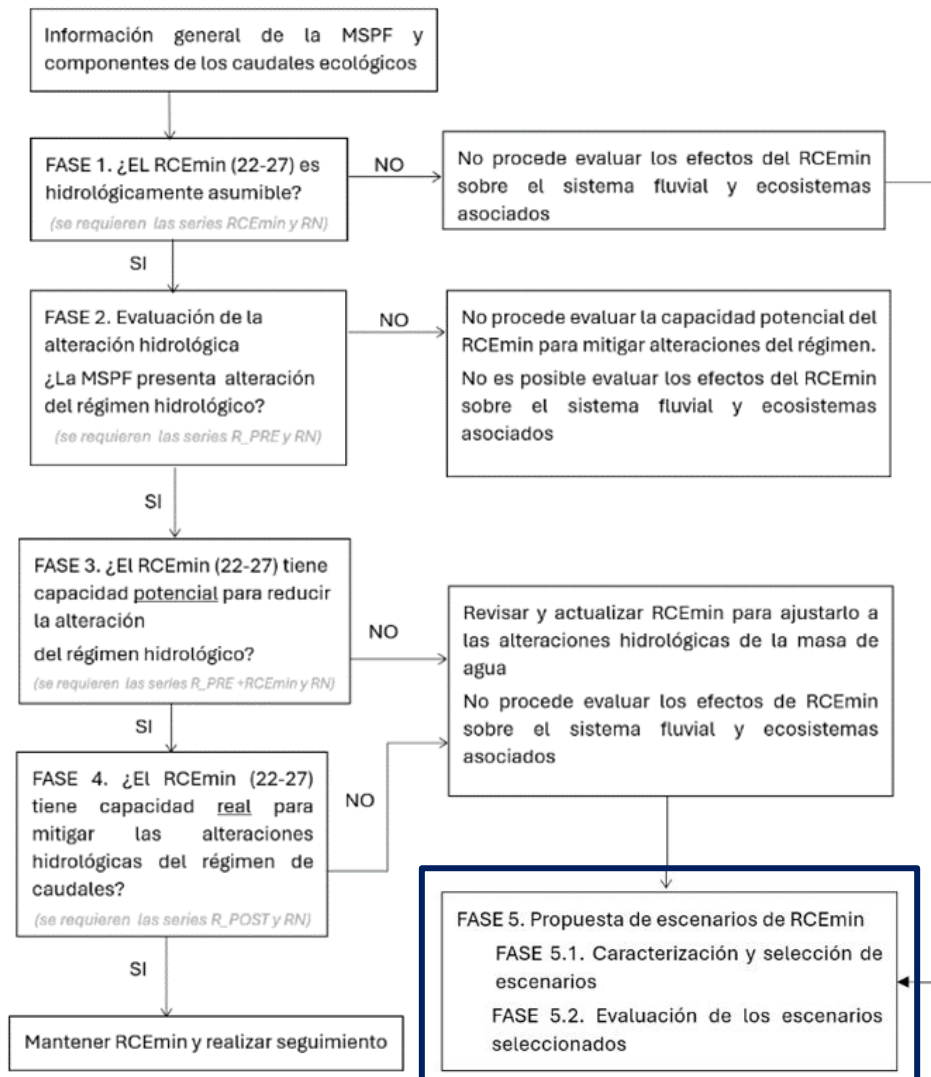 Información general de la MSPF y
componentes de los caudales ecológicos
FASE 1. ¿EL RCEmin (22-27) es
hidrológicamente asumible?
(se requieren las series RCEmin y RN)
NO
No procede evaluar los efectos del RCEmin
sobre el sistema fluvial y ecosistemas
asociados
SI
FASE 2. Evaluación de la
alteración hidrológica
¿La MSPF presenta alteración
del régimen hidrológico?
(se requieren las series R_PRE y RN)
NO
No procede evaluar la capacidad potencial del
RCEmin para mitigar alteraciones del régimen.
No es posible evaluar los efectos del RCEmin
sobre el sistema fluvial y ecosistemas
asociados
SI
FASE 3. ¿El RCEmin (22-27) tiene
capacidad potencial para reducir
la alteración
del régimen hidrológico?
(se requieren las series R_PRE +RCEmin y RN)
NO
Revisar y actualizar RCEmin para ajustarlo a
las alteraciones hidrológicas de la masa de
agua
No procede evaluar los efectos de RCEmin
sobre el sistema fluvial y ecosistemas
asociados
SI
FASE 4. ¿El RCEmin (22-27)
tiene capacidad real para
mitigar las alteraciones
hidrológicas del régimen de
caudales?
(se requieren las series R_POST y RN)
NO
FASE 5. Propuesta de escenarios de RCEmin
FASE 5.1. Caracterización y selección de
escenarios
FASE 5.2. Evaluación de los escenarios
seleccionados
SI
Mantener RCEmin y realizar seguimiento